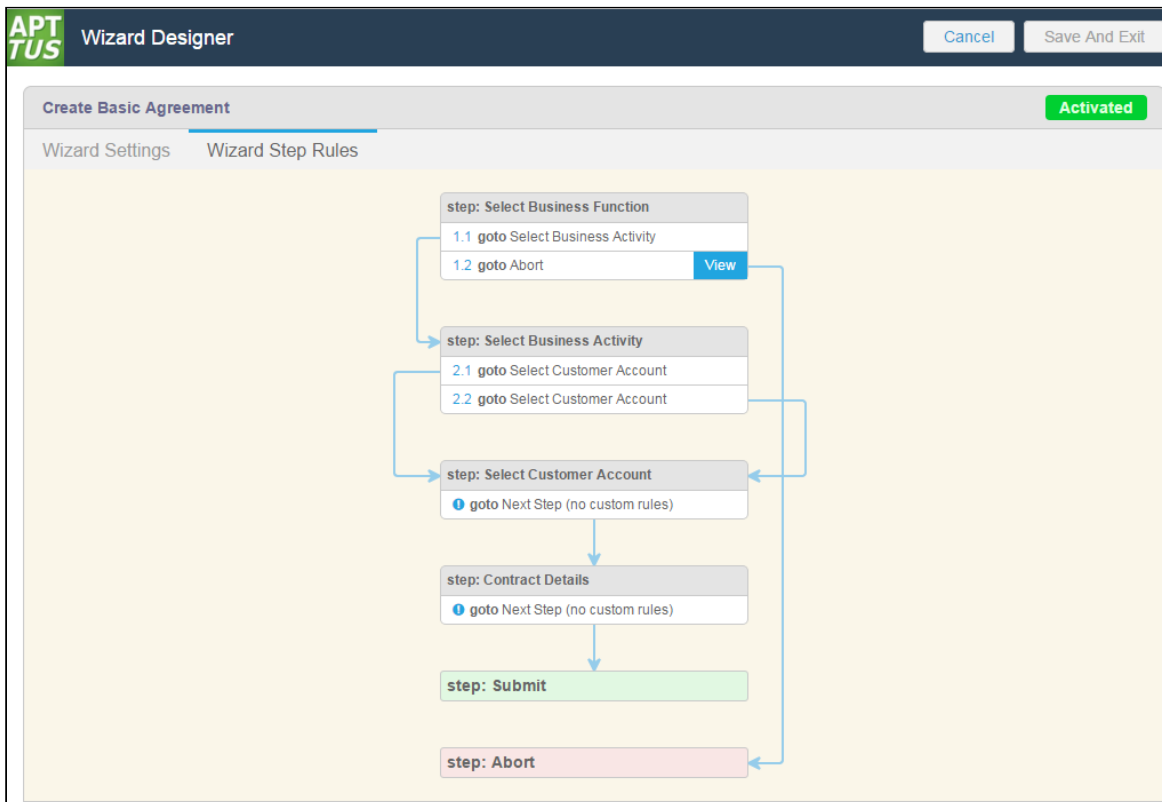 APT
TUS
Wizard Designer
Cancel
Save And Exit
Create Basic Agreement
Activated
Wizard Settings
Wizard Step Rules
step: Select Business Function
1.1 goto Select Business Activity
1.2 goto Abort
View
step: Select Business Activity
2.1 goto Select Customer Account
2.2 goto Select Customer Account
step: Select Customer Account
goto Next Step (no custom rules)
step: Contract Details
goto Next Step (no custom rules)
step: Submit
step: Abort